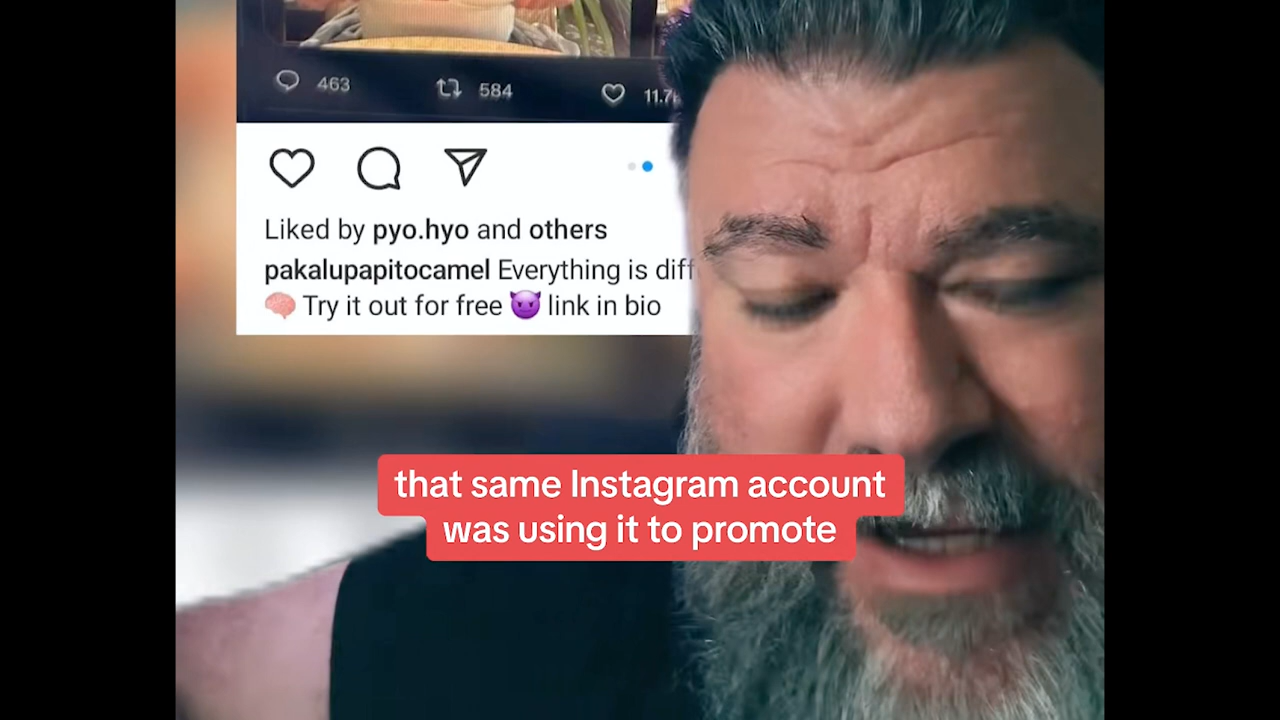 463 584 11.7
Liked by pyo.hyo and others
pakalupapitocamel Everything is diff
🧠 Try it out for free 😈 link in bio
that same Instagram account
was using it to promote